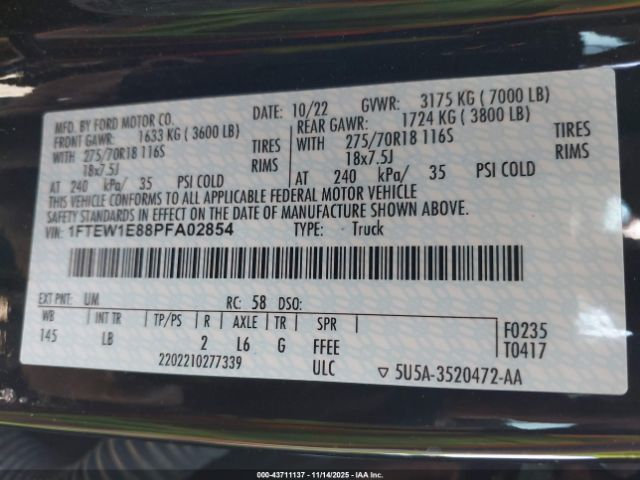 MFD. BY FORD MOTOR CO.
DATE: 10/22 GVWR: 3175 KG ( 7000 LB)
FRONT GAWR: 1633 KG ( 3600 LB) REAR GAWR: 1724 KG ( 3800 LB)
WITH 275/70R18 116S TIRES WITH 275/70R18 116S TIRES
18x7.5J RIMS 18x7.5J RIMS
AT 240 kPa/ 35 PSI COLD AT 240 kPa/ 35 PSI COLD
THIS VEHICLE CONFORMS TO ALL APPLICABLE FEDERAL MOTOR VEHICLE
SAFETY STANDARDS IN EFFECT ON THE DATE OF MANUFACTURE SHOWN ABOVE.
VIN: 1FTEW1E88PFA02854 TYPE: Truck
EXT PNT: UM RC: 58 DSO:
WB INT TR TP/PS R AXLE TR SPR
145 LB 2 L6 G FFEE
2202210277339 ULC
F0235
T0417
▽ 5U5A-3520472-AA
000-43711137 - 11/14/2025 - IAAI.com